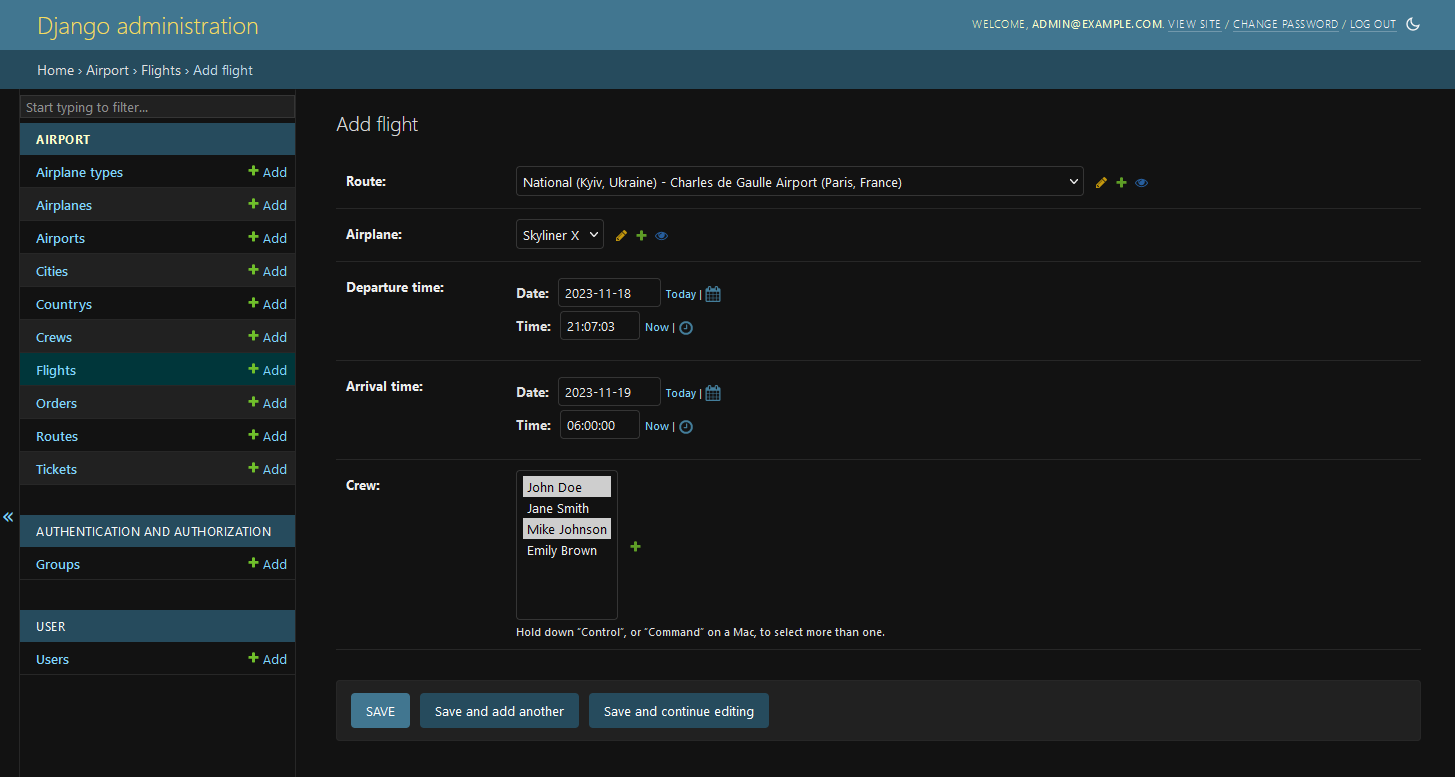 Django administration
WELCOME, ADMIN@EXAMPLE.COM. VIEW SITE / CHANGE PASSWORD / LOG OUT
Home › Airport › Flights › Add flight
Start typing to filter...
AIRPORT
Airplane types Add
Airplanes Add
Airports Add
Cities Add
Countrys Add
Crews Add
Flights Add
Orders Add
Routes Add
Tickets Add
«
AUTHENTICATION AND AUTHORIZATION
Groups Add
USER
Users Add
Add flight
Route: National (Kyiv, Ukraine) - Charles de Gaulle Airport (Paris, France)
Airplane: Skyliner X
Departure time: Date: 2023-11-18 Today |
Time: 21:07:03 Now |
Arrival time: Date: 2023-11-19 Today |
Time: 06:00:00 Now |
Crew: John Doe
Jane Smith
Mike Johnson
Emily Brown
Hold down “Control”, or “Command” on a Mac, to select more than one.
SAVE Save and add another Save and continue editing